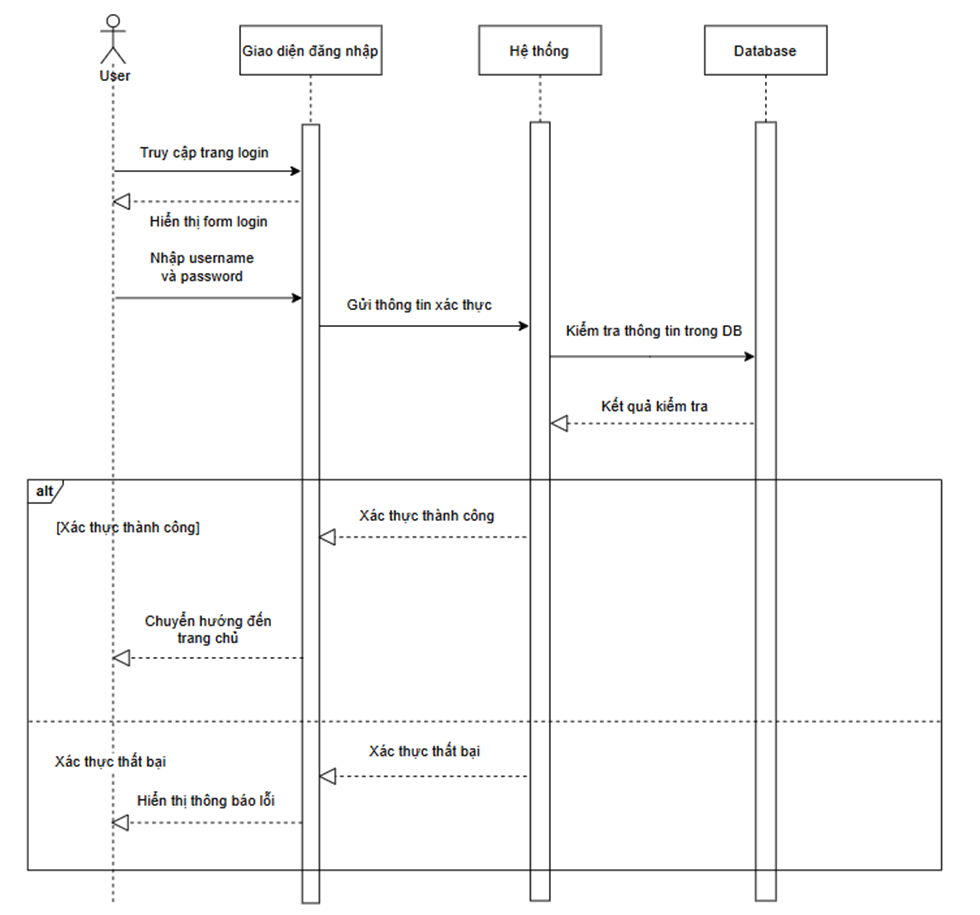 User
Giao diện đăng nhập
Hệ thống
Database
Truy cập trang login
Hiển thị form login
Nhập username
và password
Gửi thông tin xác thực
Kiểm tra thông tin trong DB
Kết quả kiểm tra
alt
[Xác thực thành công]
Xác thực thành công
Chuyển hướng đến
trang chủ
Xác thực thất bại
Xác thực thất bại
Hiển thị thông báo lỗi